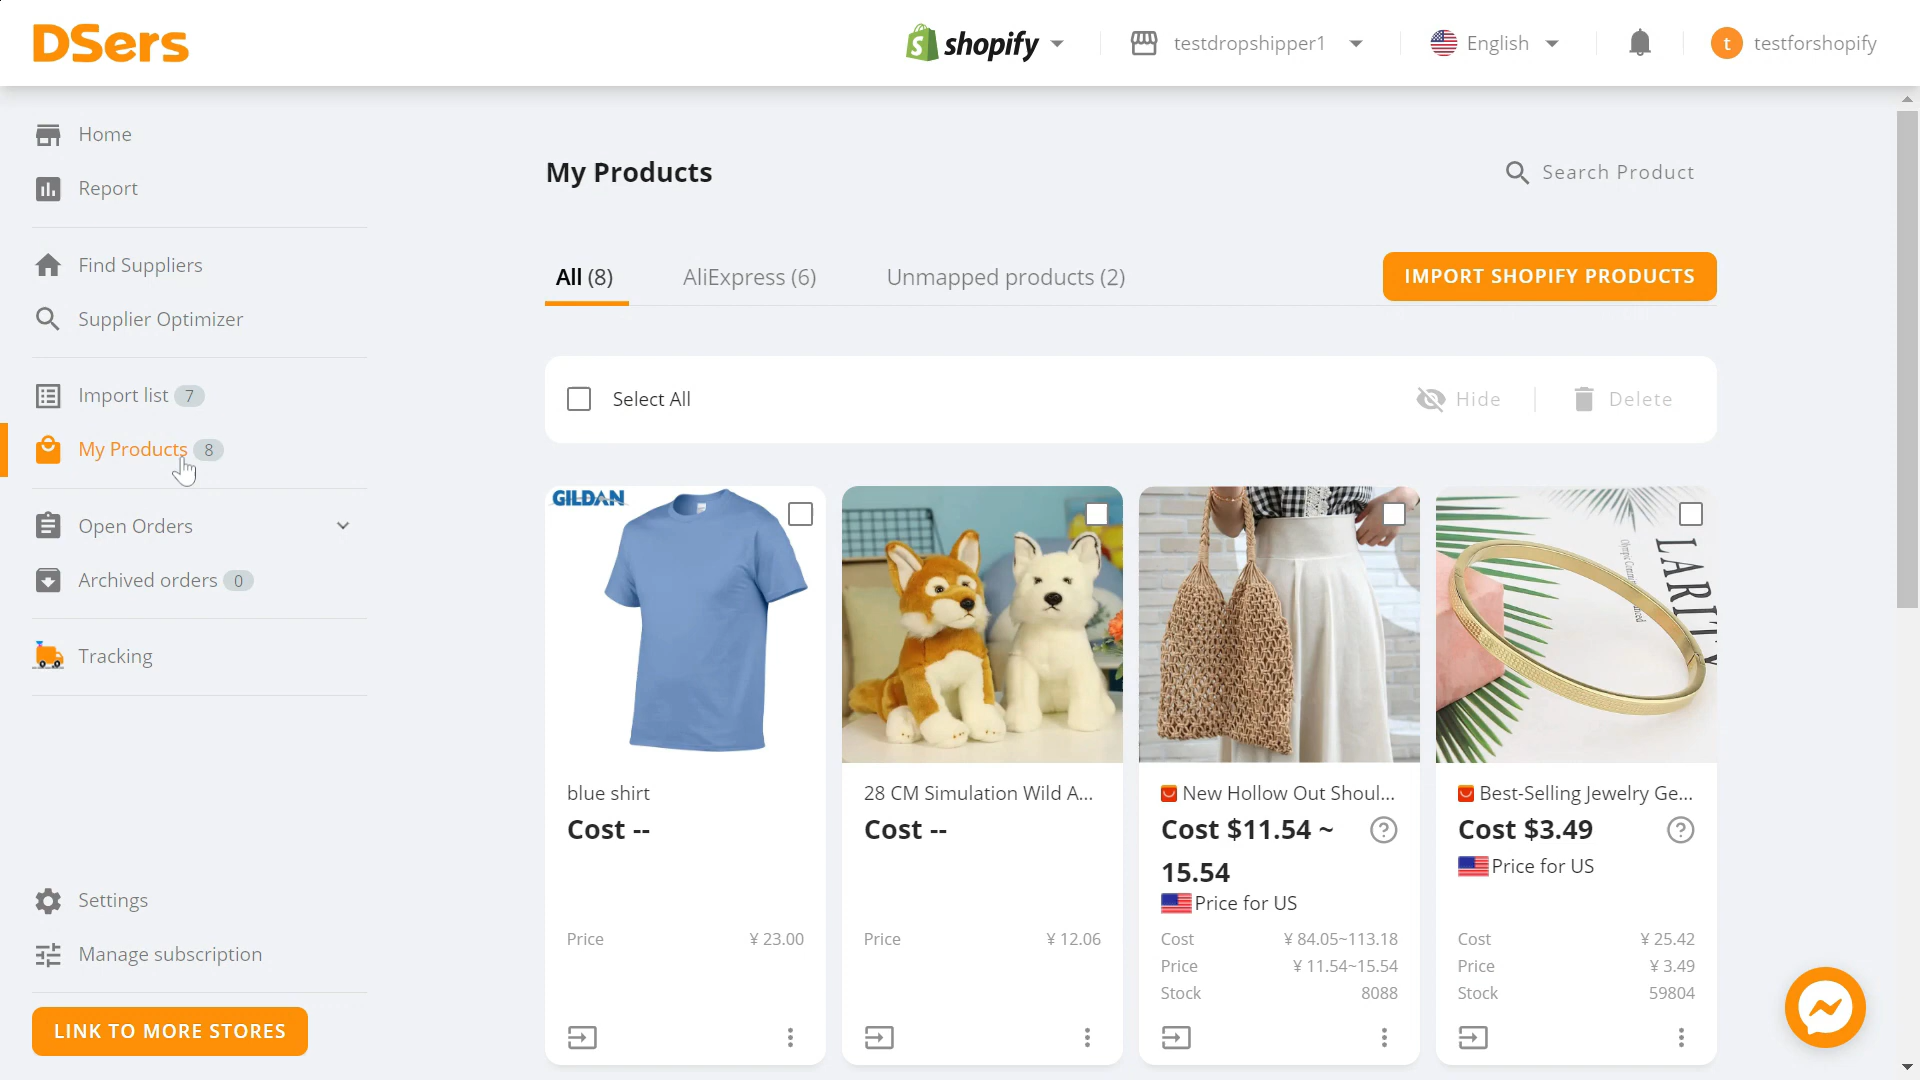 DSers
shopify
testdropshipper1
English
t
testforshopify
Home
Report
Find Suppliers
Supplier Optimizer
Import list 7
My Products 8
Open Orders
Archived orders 0
Tracking
Settings
Manage subscription
LINK TO MORE STORES
My Products
Search Product
All (8)
AliExpress (6)
Unmapped products (2)
IMPORT SHOPIFY PRODUCTS
Select All
Hide
Delete
GILDAN
blue shirt
Cost --
Price ¥ 23.00
28 CM Simulation Wild A...
Cost --
Price ¥ 12.06
New Hollow Out Shoul...
Cost $11.54 ~
15.54
Price for US
Cost ¥ 84.05~113.18
Price ¥ 11.54~15.54
Stock 8088
LARIT
Best-Selling Jewelry Ge...
Cost $3.49
Price for US
Cost ¥ 25.42
Price ¥ 3.49
Stock 59804